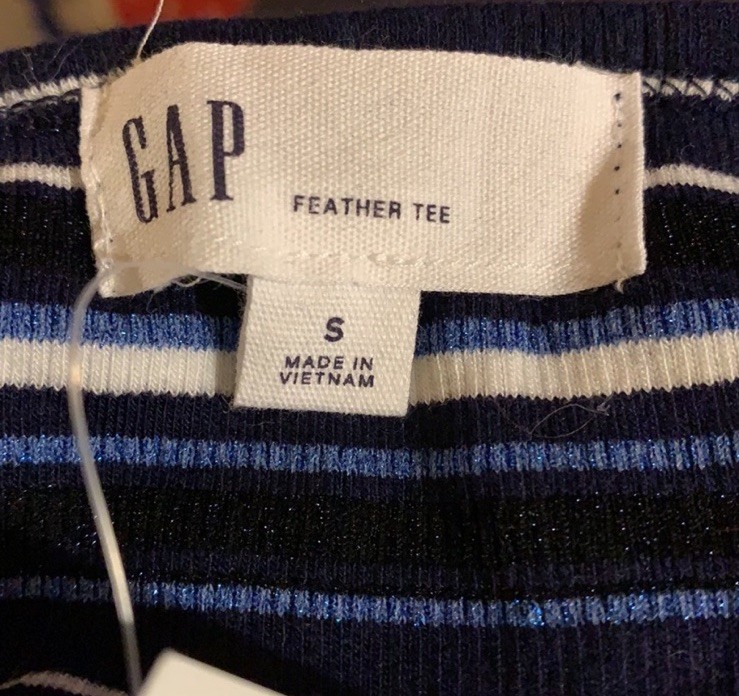 GAP
FEATHER TEE
S
MADE IN
VIETNAM